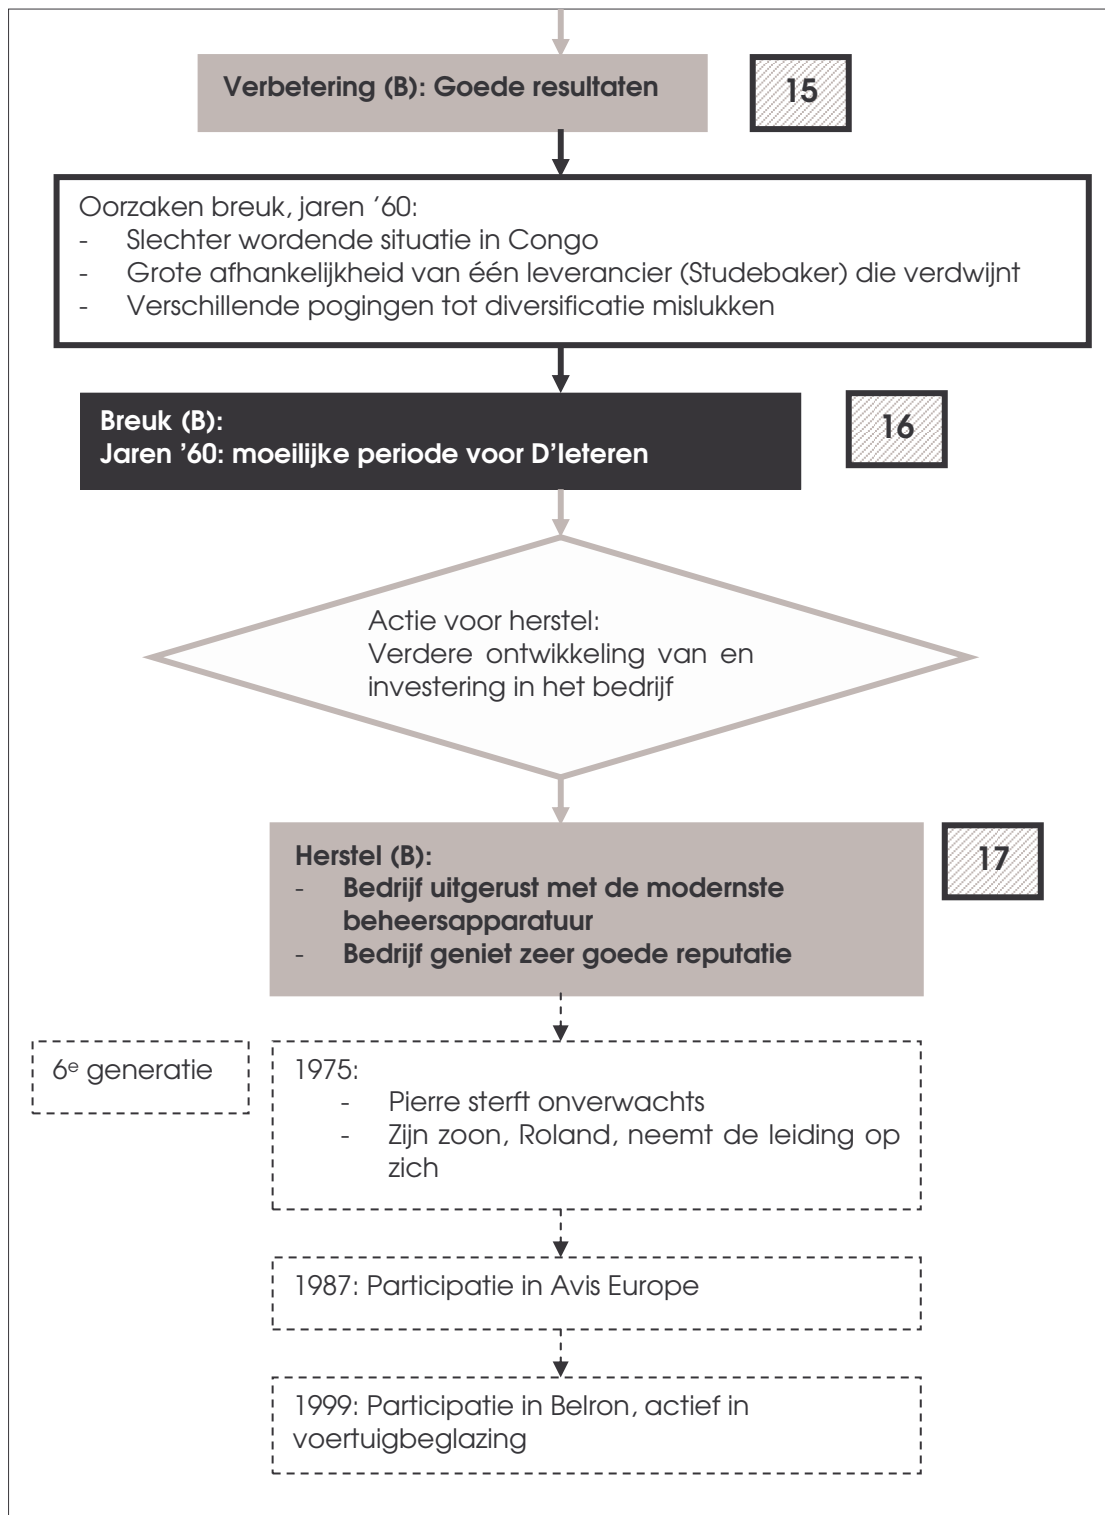 Verbetering (B): Goede resultaten
15
Oorzaken breuk, jaren ’60:
- Slechter wordende situatie in Congo
- Grote afhankelijkheid van één leverancier (Studebaker) die verdwijnt
- Verschillende pogingen tot diversificatie mislukken
Breuk (B):
Jaren ’60: moeilijke periode voor D’Ieteren
16
Actie voor herstel:
Verdere ontwikkeling van en
investering in het bedrijf
Herstel (B):
- Bedrijf uitgerust met de modernste
beheersapparatuur
- Bedrijf geniet zeer goede reputatie
17
6e generatie
1975:
- Pierre sterft onverwachts
- Zijn zoon, Roland, neemt de leiding op
zich
1987: Participatie in Avis Europe
1999: Participatie in Belron, actief in
voertuigbeglazing